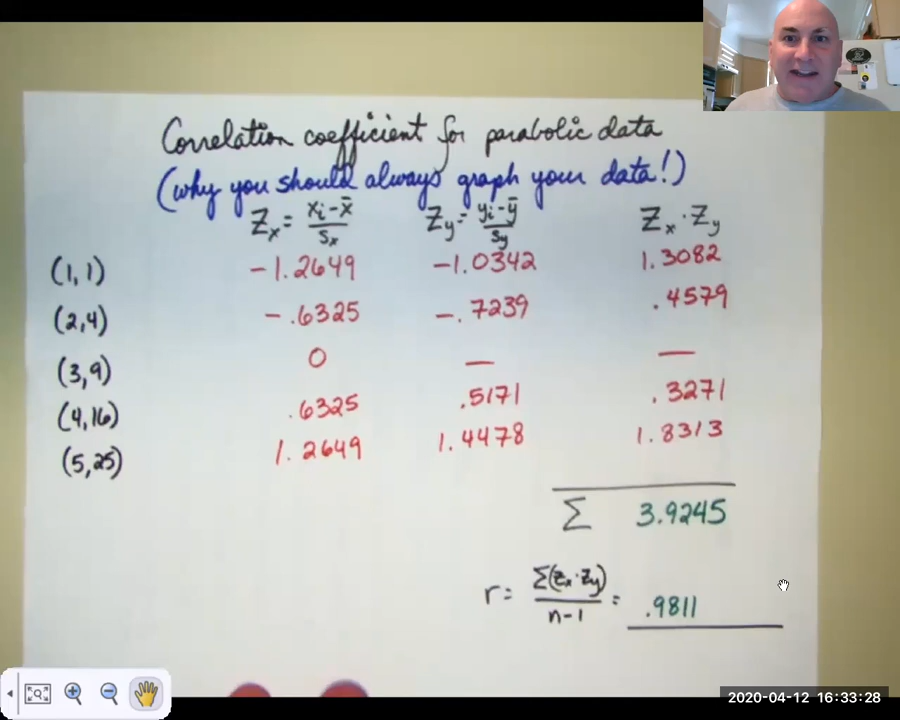 Correlation coefficient for parabolic data
(why you should always graph your data!)
Zx = xi-x̄/sx Zy = yi-ȳ/sy Zx · Zy
(1,1) -1.2649 -1.0342 1.3082
(2,4) -.6325 -.7239 .4579
(3,9) 0 — —
(4,16) .6325 .5171 .3271
(5,25) 1.2649 1.4478 1.8313
Σ 3.9245
r = Σ(Zx·Zy)/n-1 = .9811
2020-04-12 16:33:28